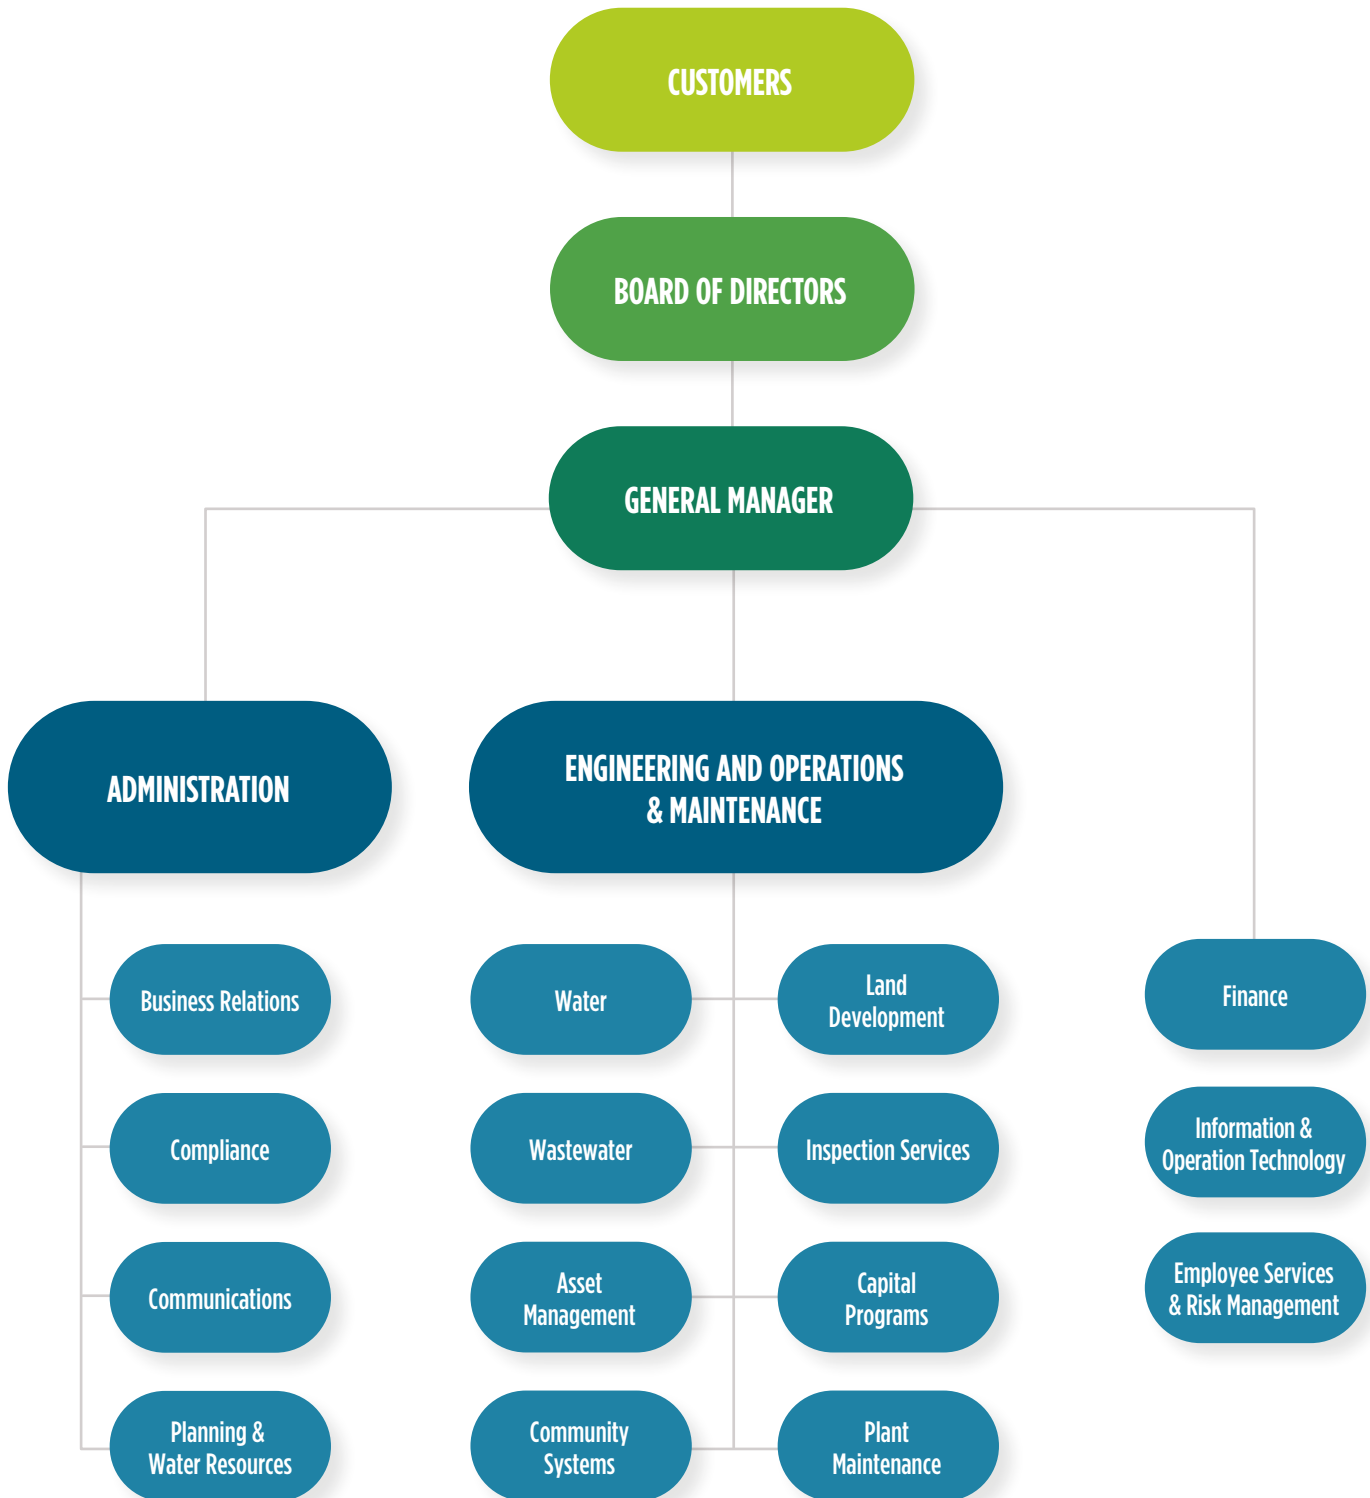 CUSTOMERS
BOARD OF DIRECTORS
GENERAL MANAGER
ADMINISTRATION
ENGINEERING AND OPERATIONS
& MAINTENANCE
Business Relations
Compliance
Communications
Planning &
Water Resources
Water
Wastewater
Asset
Management
Community
Systems
Land
Development
Inspection Services
Capital
Programs
Plant
Maintenance
Finance
Information &
Operation Technology
Employee Services
& Risk Management